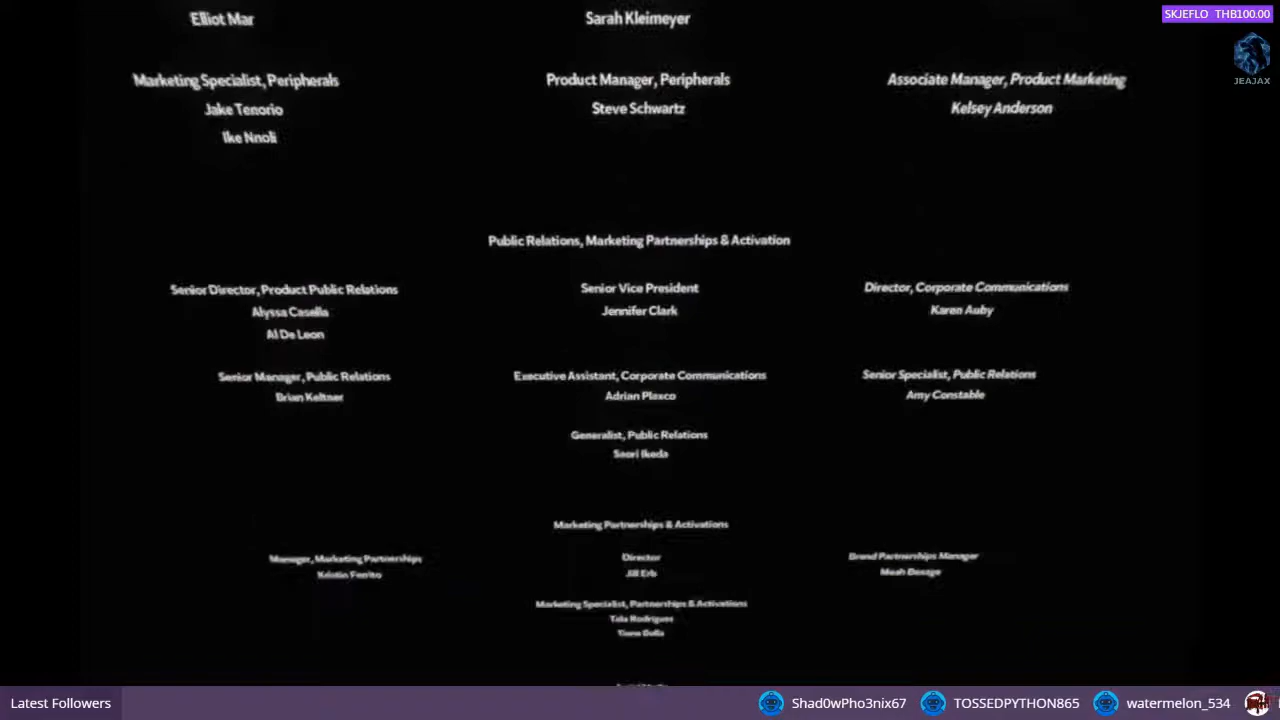 SKJEFLO THB100.00
JEAJAX
Elliot Mar
Sarah Kleimeyer
Marketing Specialist, Peripherals
Jake Tenorio
Ike Nnoli
Product Manager, Peripherals
Steve Schwartz
Associate Manager, Product Marketing
Kelsey Anderson
Public Relations, Marketing Partnerships & Activation
Senior Director, Product Public Relations
Alyssa Casella
Al De Leon
Senior Vice President
Jennifer Clark
Director, Corporate Communications
Karen Auby
Senior Manager, Public Relations
Brian Keltner
Executive Assistant, Corporate Communications
Adrian Plaxco
Senior Specialist, Public Relations
Amy Constable
Generalist, Public Relations
Saori Ikeda
Marketing Partnerships & Activations
Manager, Marketing Partnerships
Kristin
Director
Jill Erb
Brand Partnerships Manager
Marketing Specialist, Partnerships & Activations
Rodrigues
Latest Followers
Shad0wPho3nix67
TOSSEDPYTHON865
watermelon_534